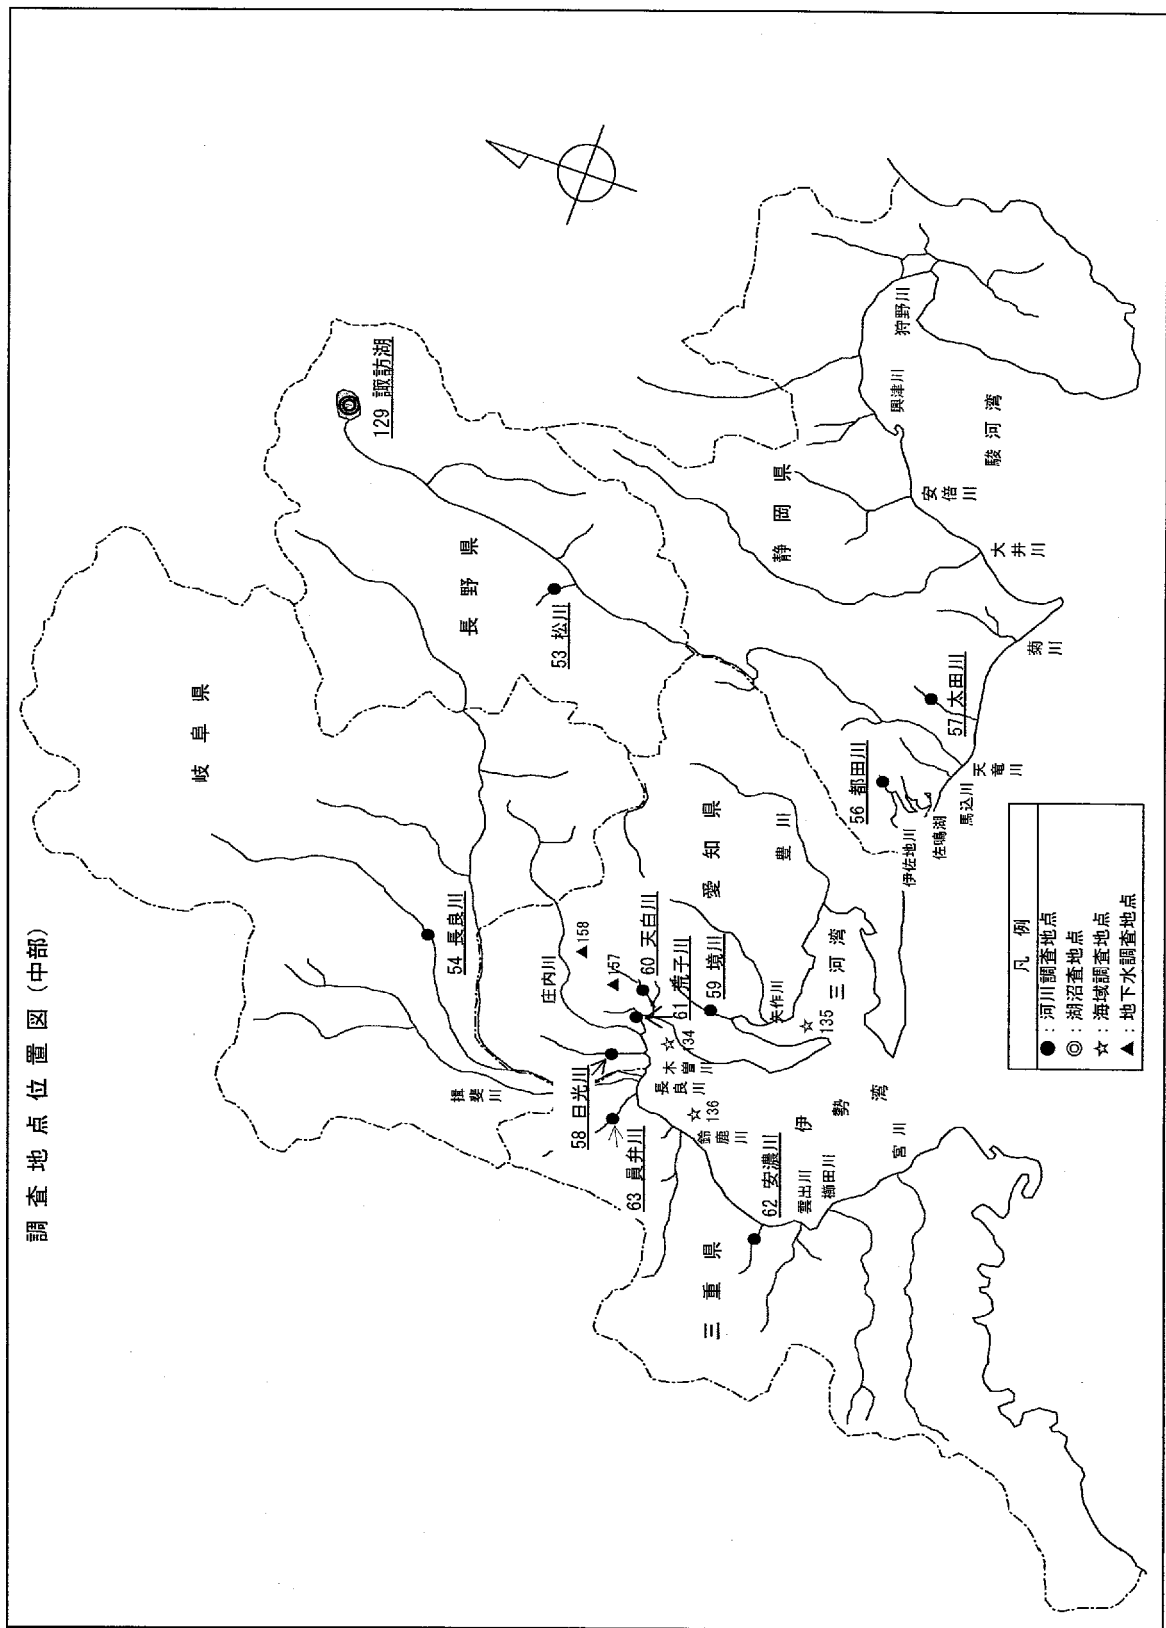 調査地点位置図(中部)
岐阜県
長野県
129 諏訪湖
53 松川
54 長良川
揖斐川
庄内川
158
157
愛知県
60 天白川
61 荒子川
59 境川
58 日光川
63 員弁川
木曽川
長良川
134
136
鈴鹿川
矢作川
豊川
三河湾
135
伊勢湾
三重県
62 安濃川
雲出川
櫛田川
宮川
静岡県
56 都田川
57 太田川
伊佐地川
佐鳴湖
馬込川
天竜川
菊川
大井川
安倍川
興津川
狩野川
駿河湾
凡例
●:河川調査地点
◎:湖沼査地点
☆:海域調査地点
▲:地下水調査地点